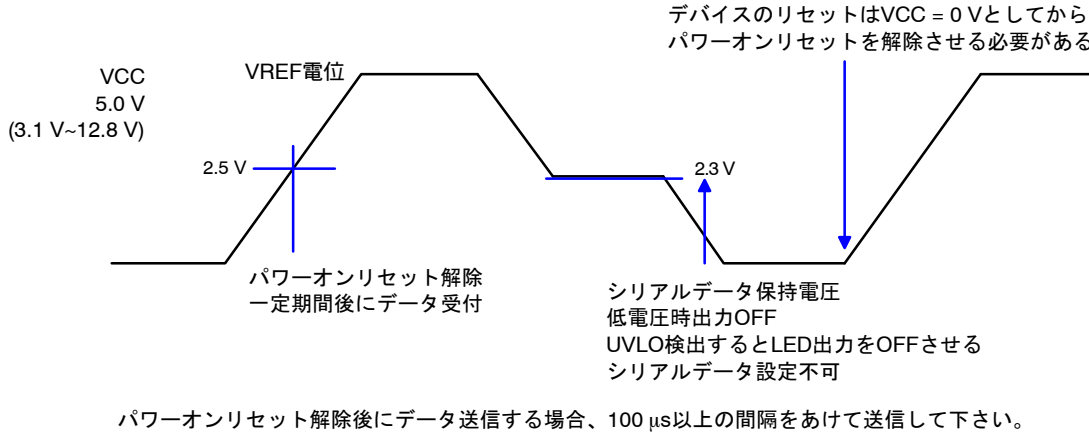 デバイスのリセットはVCC = 0 Vとしてから
パワーオンリセットを解除させる必要がある
VCC
5.0 V
(3.1 V~12.8 V)
VREF電位
2.5 V
2.3 V
パワーオンリセット解除
一定期間後にデータ受付
シリアルデータ保持電圧
低電圧時出力OFF
UVLO検出するとLED出力をOFFさせる
シリアルデータ設定不可
パワーオンリセット解除後にデータ送信する場合、100 μs以上の間隔をあけて送信して下さい。